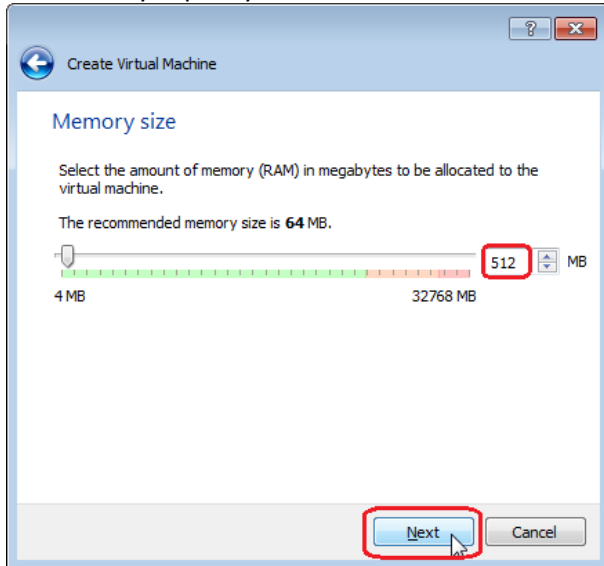 ?
Create Virtual Machine
Memory size
Select the amount of memory (RAM) in megabytes to be allocated to the
virtual machine.
The recommended memory size is 64 MB.
512 MB
4 MB 32768 MB
Next Cancel